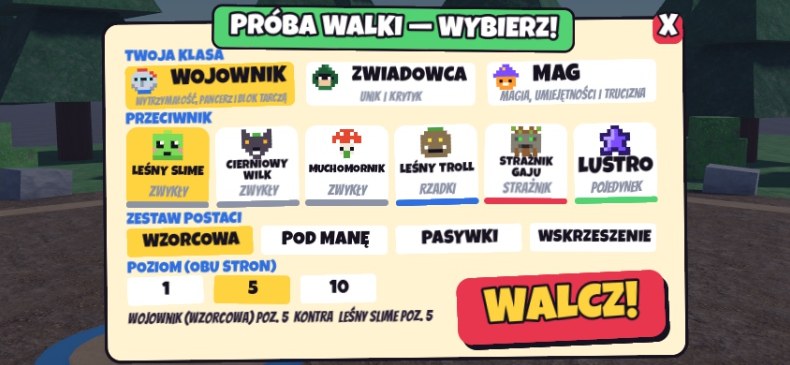 PRÓBA WALKI — WYBIERZ!
X
TWOJA KLASA
WOJOWNIK
WYTRZYMAŁOŚĆ, PANCERZ I BLOK TARCZĄ
ZWIADOWCA
UNIK I KRYTYK
MAG
MAGIA, UMIEJĘTNOŚCI I TRUCIZNA
PRZECIWNIK
LEŚNY SLIME
ZWYKŁY
CIERNIOWY
WILK
ZWYKŁY
MUCHOMORNIK
ZWYKŁY
LEŚNY TROLL
RZADKI
STRAŻNIK
GAJU
STRAŻNIK
LUSTRO
POJEDYNEK
ZESTAW POSTACI
WZORCOWA
POD MANĘ
PASYWKI
WSKRZESZENIE
POZIOM (OBU STRON)
1
5
10
WOJOWNIK (WZORCOWA) POZ. 5 KONTRA LEŚNY SLIME POZ. 5
WALCZ!